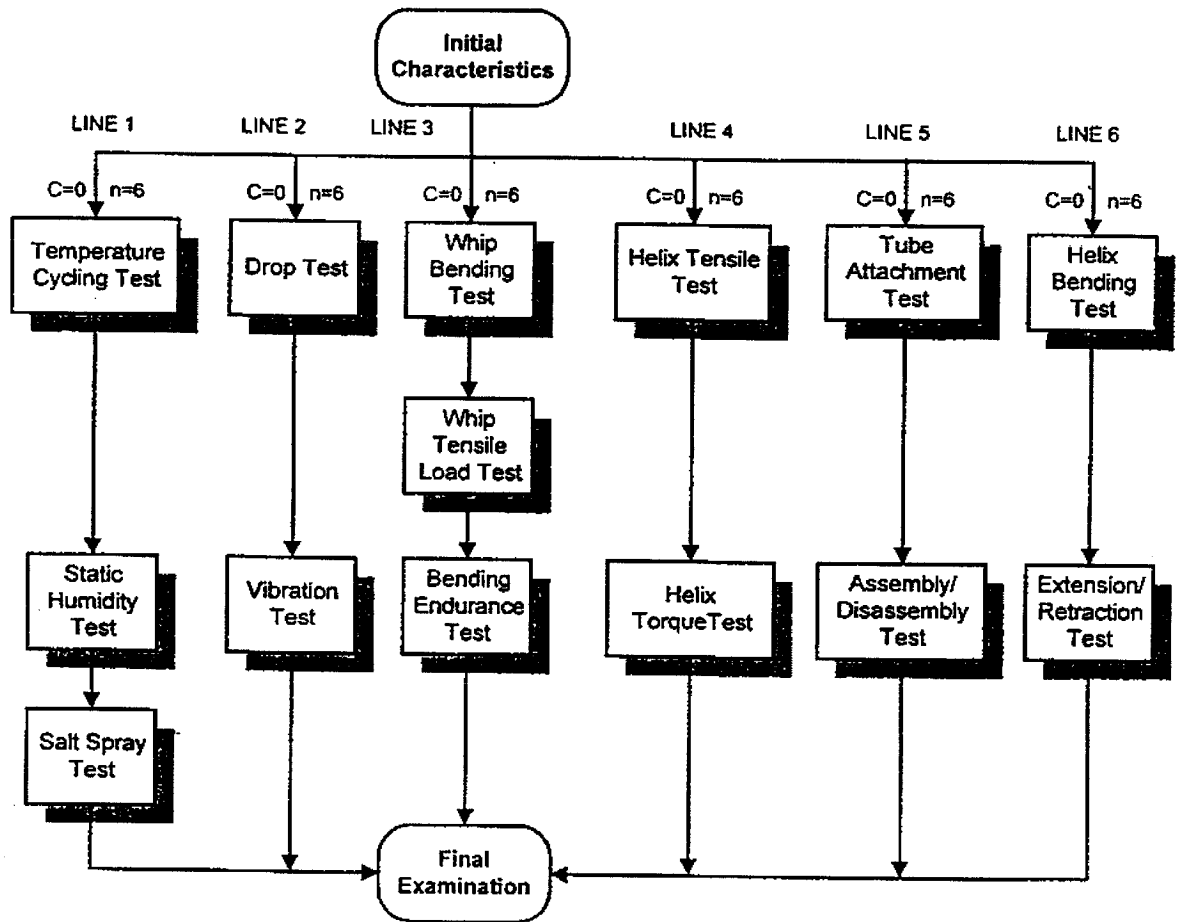 Initial
Characteristics
LINE 1
LINE 2
LINE 3
LINE 4
LINE 5
LINE 6
C=0 n=6
C=0 n=6
C=0 n=6
C=0 n=6
C=0 n=6
C=0 n=6
Temperature
Cycling Test
Drop Test
Whip
Bending
Test
Helix Tensile
Test
Tube
Attachment
Test
Helix
Bending
Test
Whip
Tensile
Load Test
Static
Humidity
Test
Vibration
Test
Bending
Endurance
Test
Helix
TorqueTest
Assembly/
Disassembly
Test
Extension/
Retraction
Test
Salt Spray
Test
Final
Examination